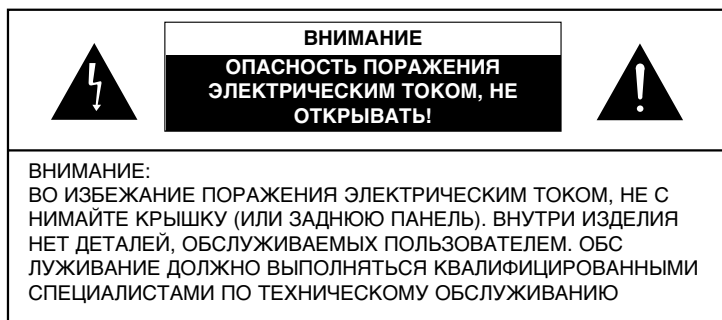 ВНИМАНИЕ
ОПАСНОСТЬ ПОРАЖЕНИЯ
ЭЛЕКТРИЧЕСКИМ ТОКОМ, НЕ
ОТКРЫВАТЬ!
ВНИМАНИЕ:
ВО ИЗБЕЖАНИЕ ПОРАЖЕНИЯ ЭЛЕКТРИЧЕСКИМ ТОКОМ, НЕ С
НИМАЙТЕ КРЫШКУ (ИЛИ ЗАДНЮЮ ПАНЕЛЬ). ВНУТРИ ИЗДЕЛИЯ
НЕТ ДЕТАЛЕЙ, ОБСЛУЖИВАЕМЫХ ПОЛЬЗОВАТЕЛЕМ. ОБС
ЛУЖИВАНИЕ ДОЛЖНО ВЫПОЛНЯТЬСЯ КВАЛИФИЦИРОВАННЫМИ
СПЕЦИАЛИСТАМИ ПО ТЕХНИЧЕСКОМУ ОБСЛУЖИВАНИЮ